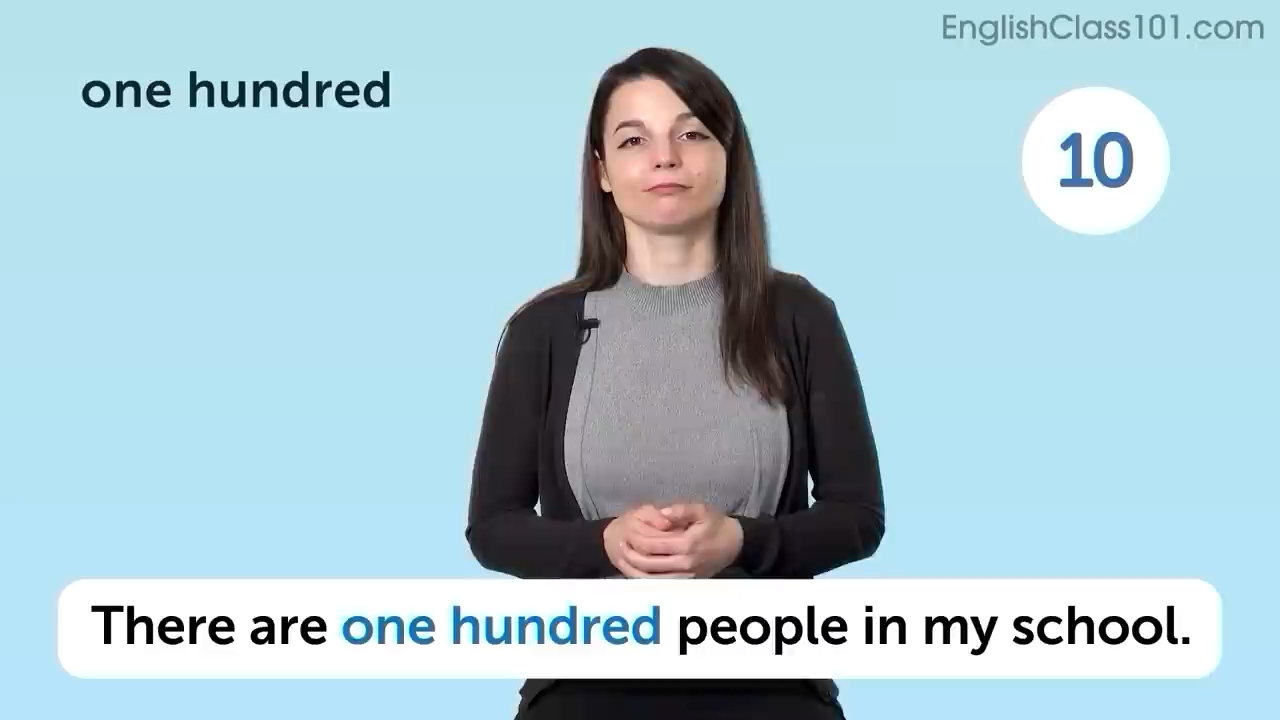 EnglishClass101.com
one hundred
10
There are one hundred people in my school.